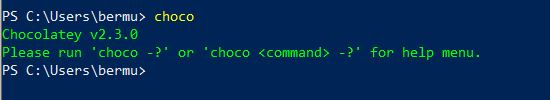 PS C:\Users\bermu> choco
Chocolatey v2.3.0
Please run 'choco -?' or 'choco <command> -?' for help menu.
PS C:\Users\bermu>